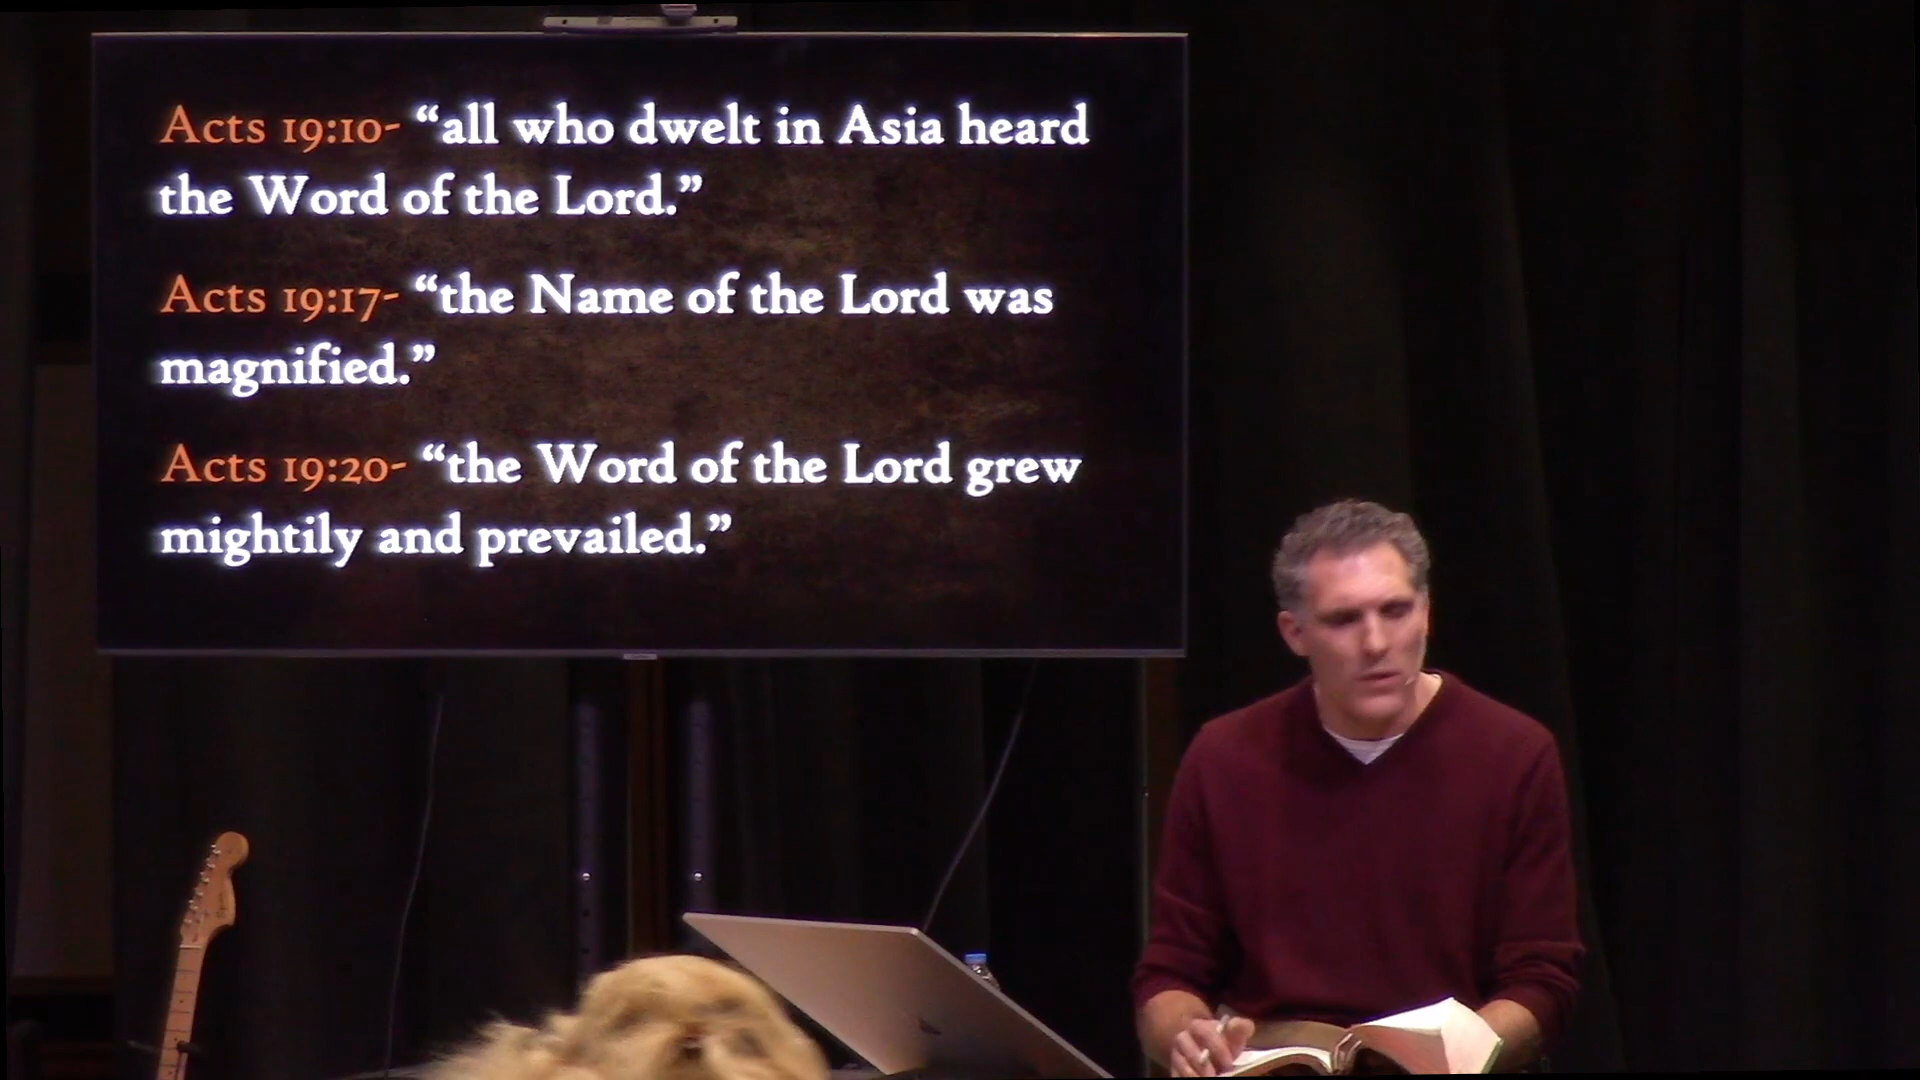 Acts 19:10- “all who dwelt in Asia heard
the Word of the Lord.”
Acts 19:17- “the Name of the Lord was
magnified.”
Acts 19:20- “the Word of the Lord grew
mightily and prevailed.”